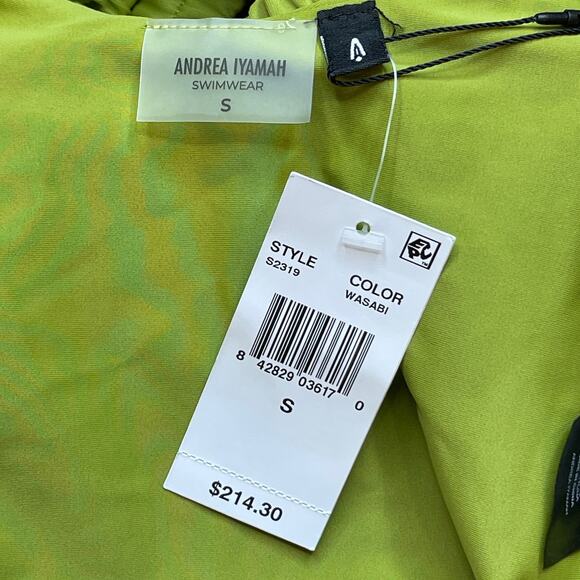 ANDREA IYAMAH
SWIMWEAR
S
STYLE
S2319
COLOR
WASABI
8 42829 03617 0
S
$214.30